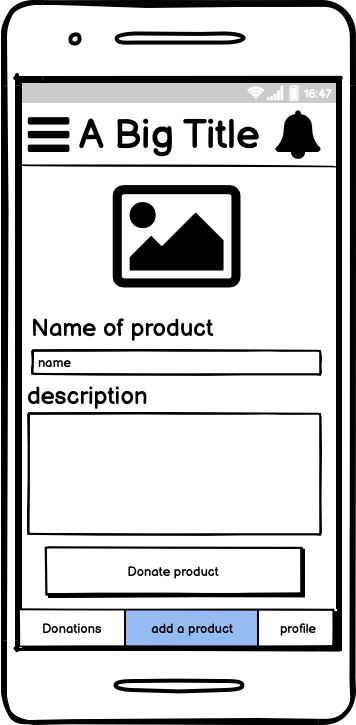 16:47
A Big Title
Name of product
name
description
Donate product
Donations add a product profile